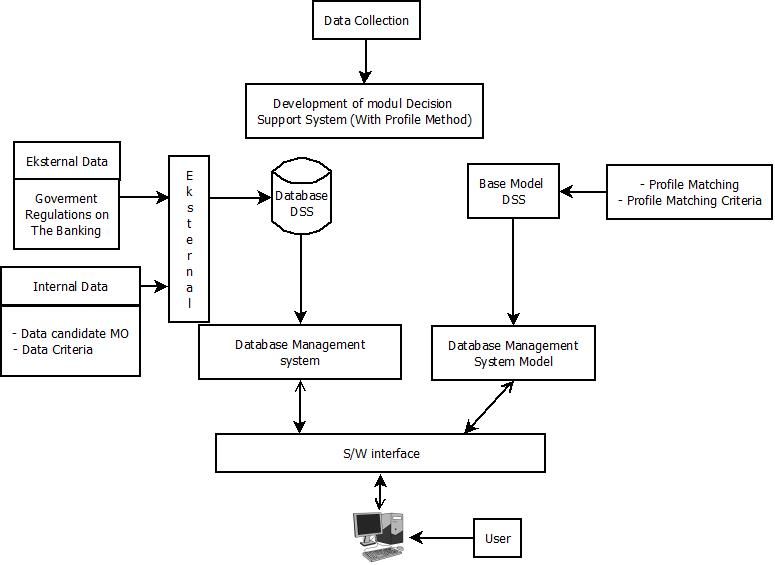 Data Collection
Development of modul Decision
Support System (With Profile Method)
Eksternal Data
Goverment
Regulations on
The Banking
Internal Data
- Data candidate MO
- Data Criteria
E
k
s
t
e
r
n
a
l
Database
DSS
Base Model
DSS
- Profile Matching
- Profile Matching Criteria
Database Management
system
Database Management
System Model
S/W interface
User